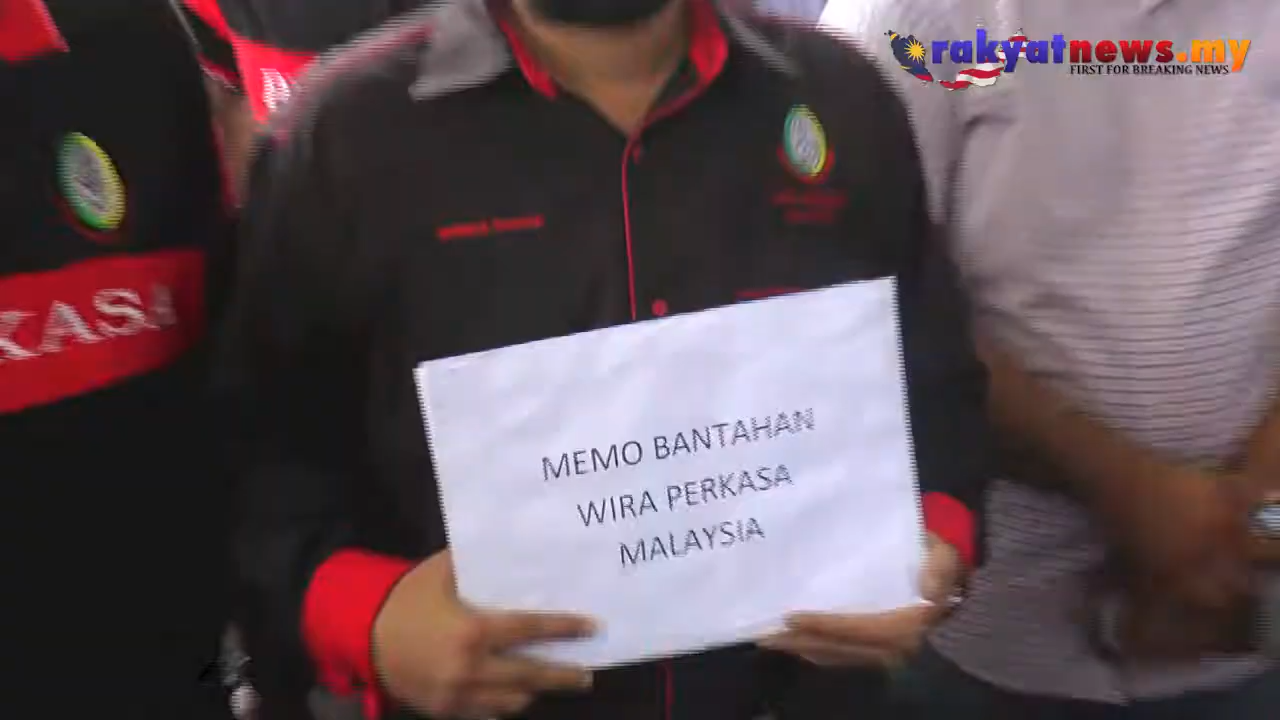 rakyatnews.my
FIRST FOR BREAKING NEWS
KASA
MEMO BANTAHAN
WIRA PERKASA
MALAYSIA